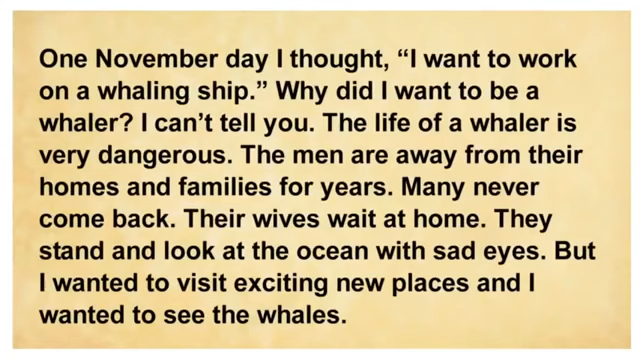 One November day I thought, “I want to work
on a whaling ship.” Why did I want to be a
whaler? I can’t tell you. The life of a whaler is
very dangerous. The men are away from their
homes and families for years. Many never
come back. Their wives wait at home. They
stand and look at the ocean with sad eyes. But
I wanted to visit exciting new places and I
wanted to see the whales.